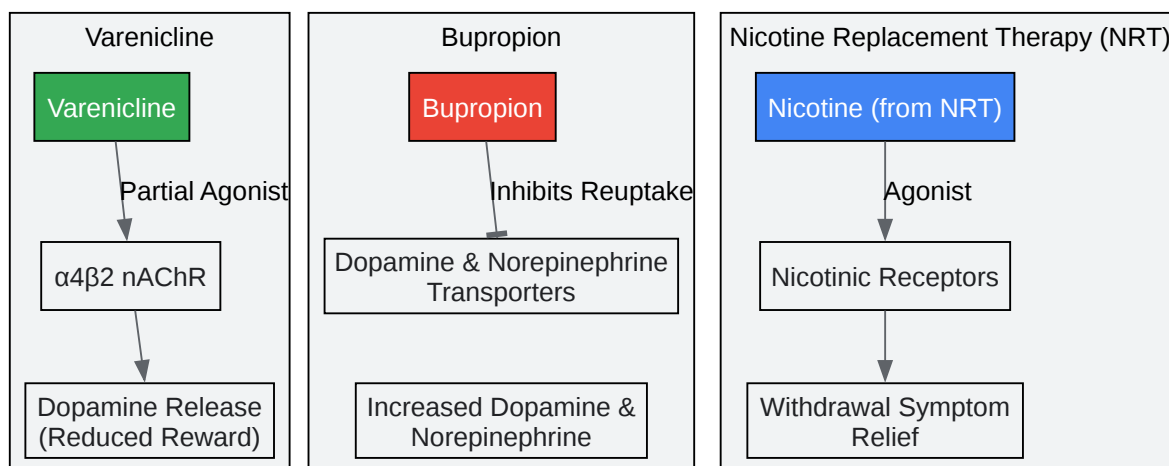 Varenicline
Varenicline
Partial Agonist
α4β2 nAChR
Dopamine Release
(Reduced Reward)
Bupropion
Bupropion
Inhibits Reuptake
Dopamine & Norepinephrine
Transporters
Increased Dopamine &
Norepinephrine
Nicotine Replacement Therapy (NRT)
Nicotine (from NRT)
Agonist
Nicotinic Receptors
Withdrawal Symptom
Relief